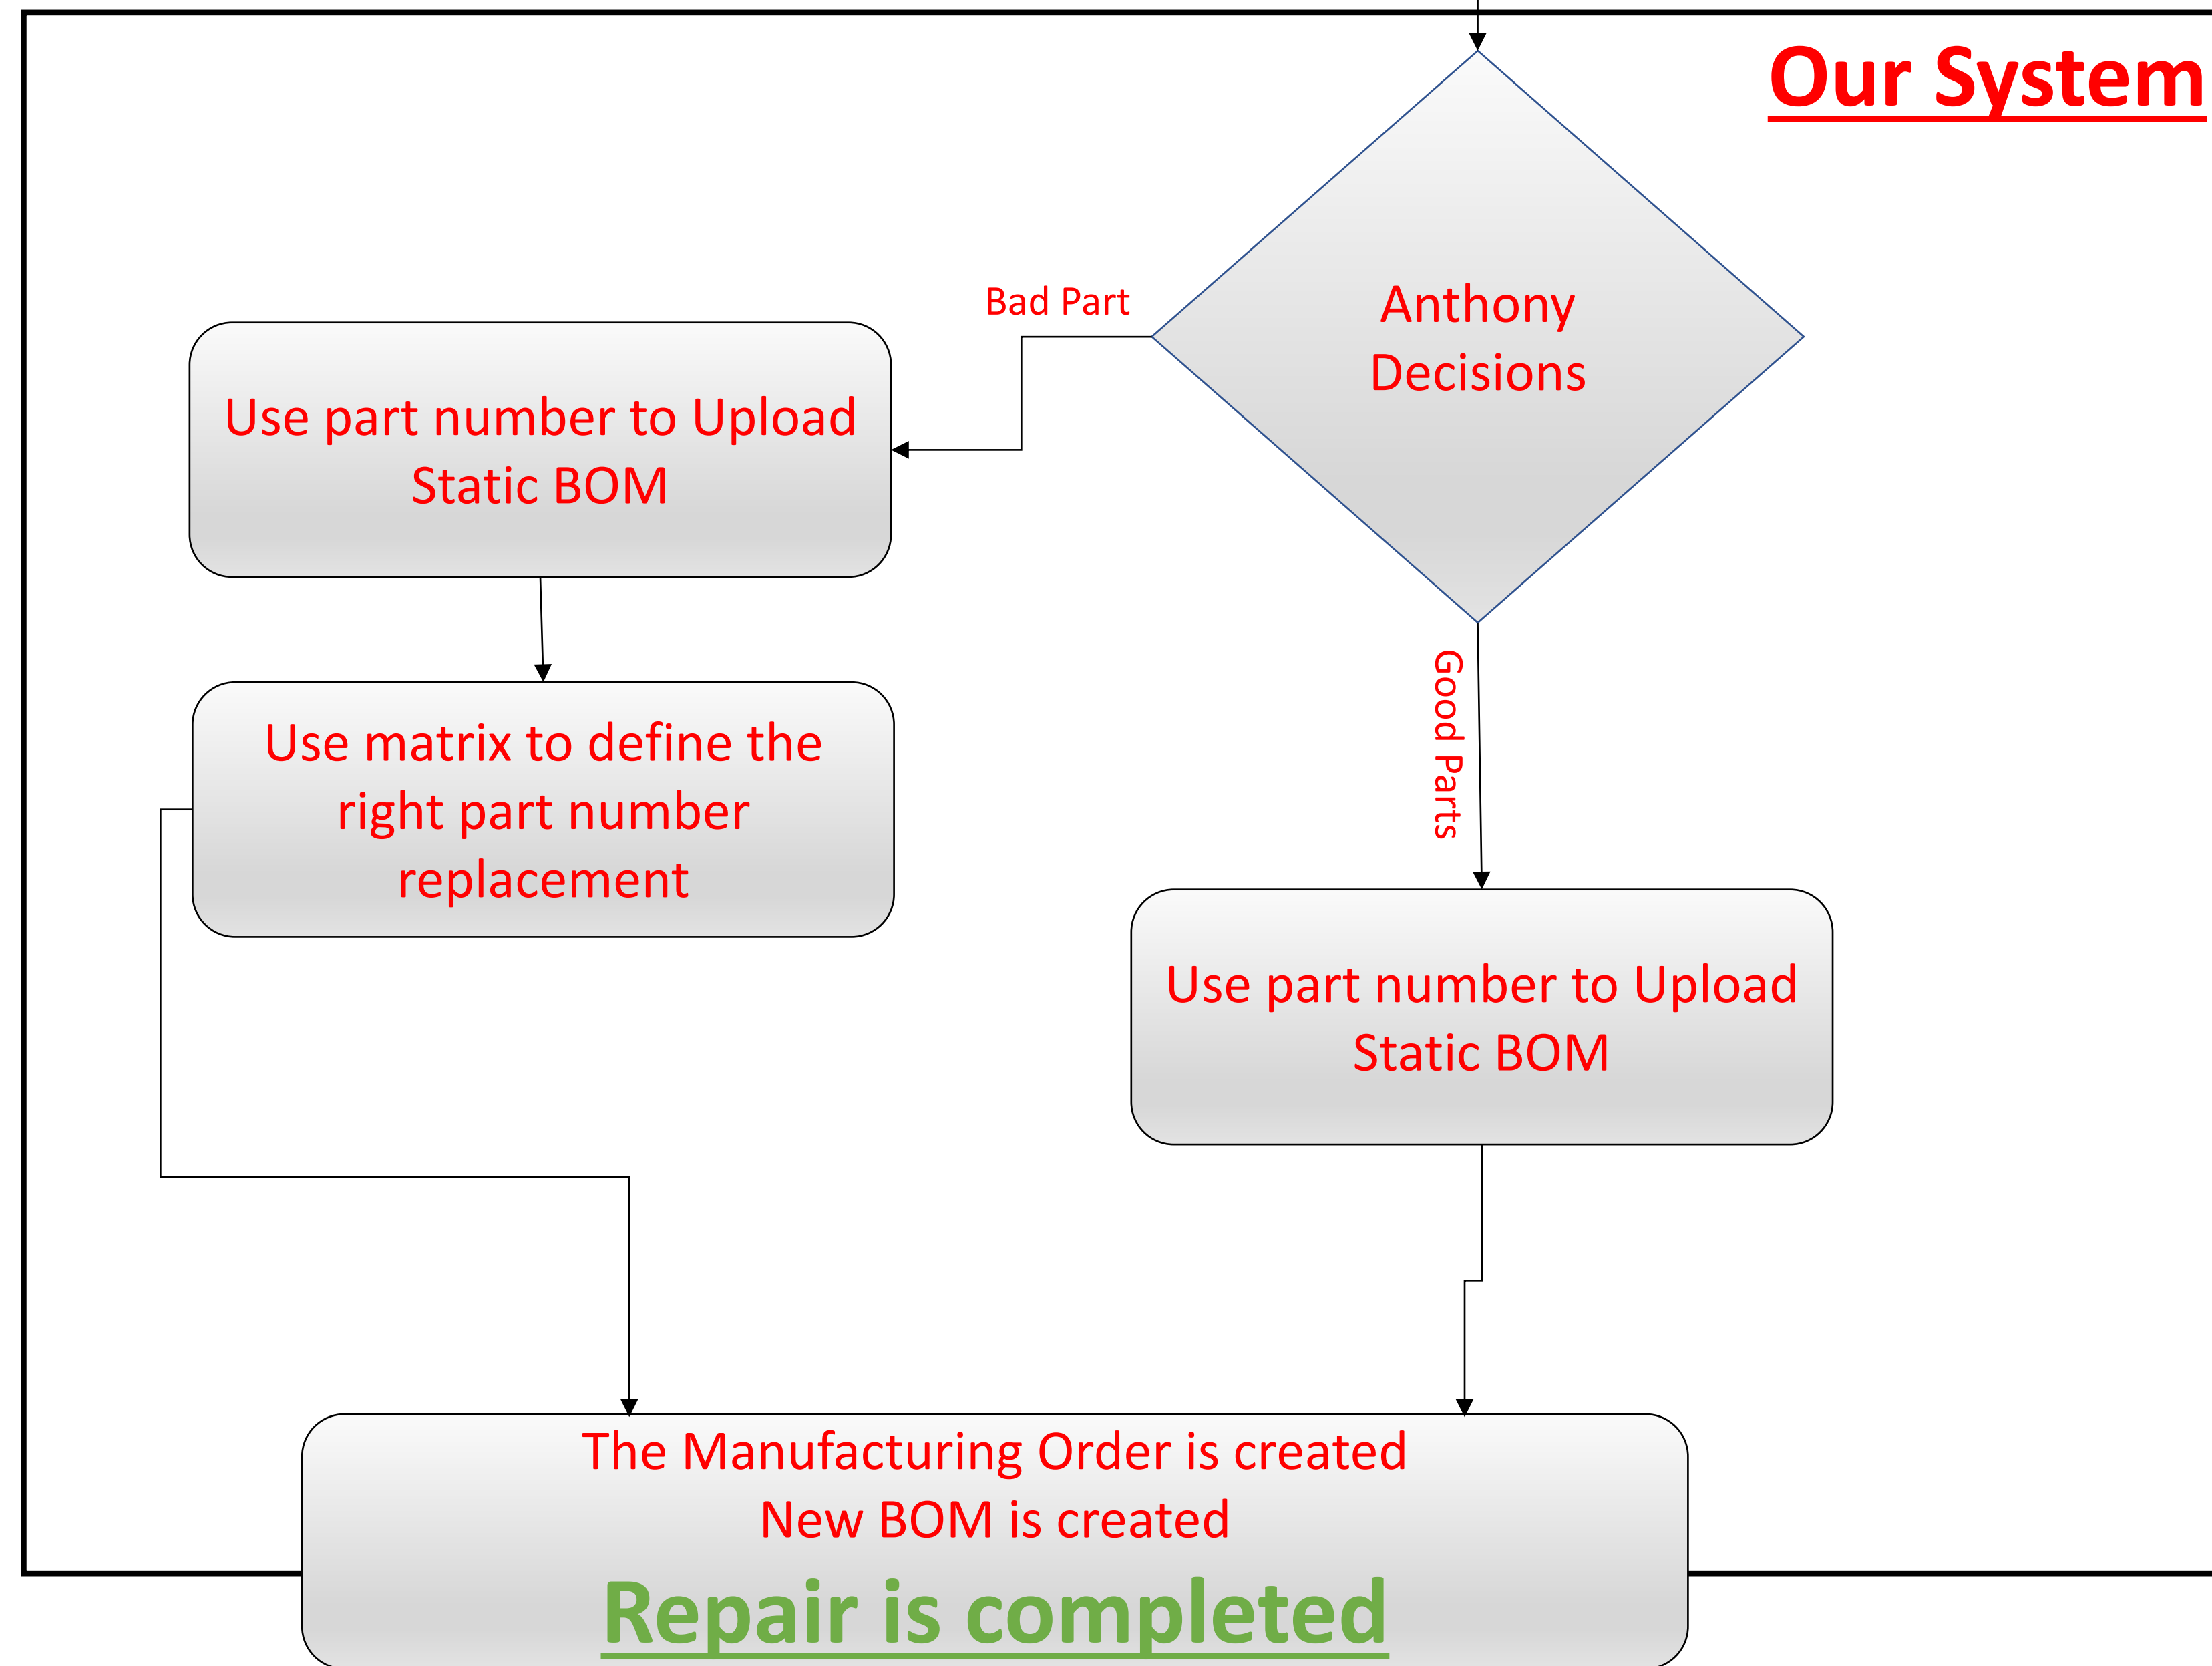 Our System
Anthony
Decisions
Bad Part
Use part number to Upload
Static BOM
Use matrix to define the
right part number
replacement
Good Parts
Use part number to Upload
Static BOM
The Manufacturing Order is created
New BOM is created
Repair is completed